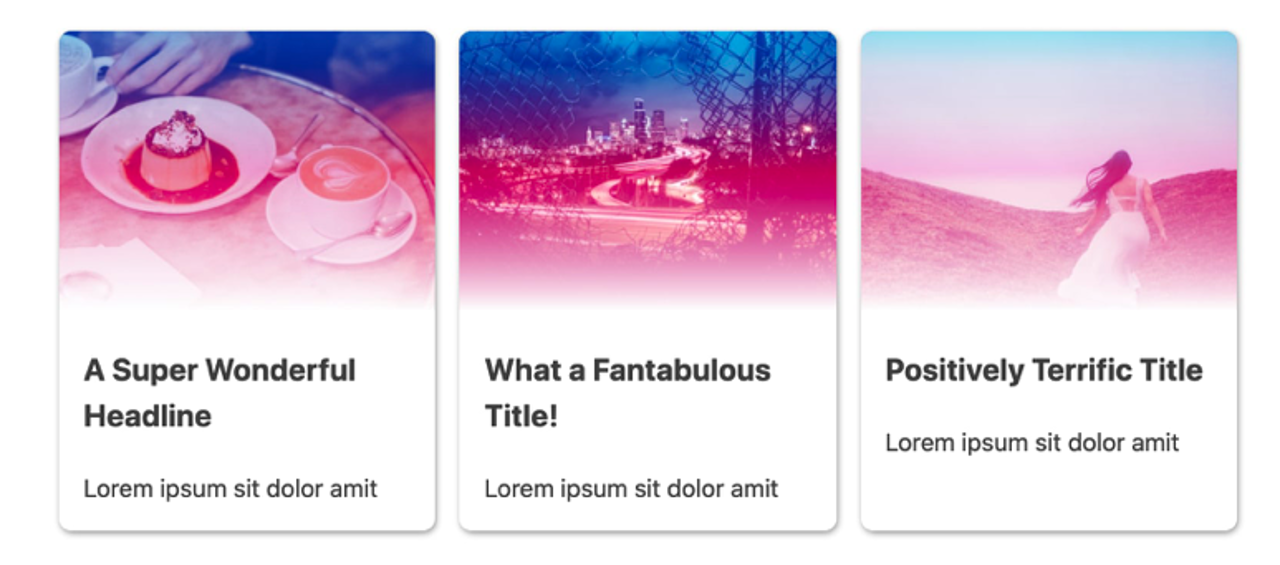 A Super Wonderful
Headline
Lorem ipsum sit dolor amit
What a Fantabulous
Title!
Lorem ipsum sit dolor amit
Positively Terrific Title
Lorem ipsum sit dolor amit